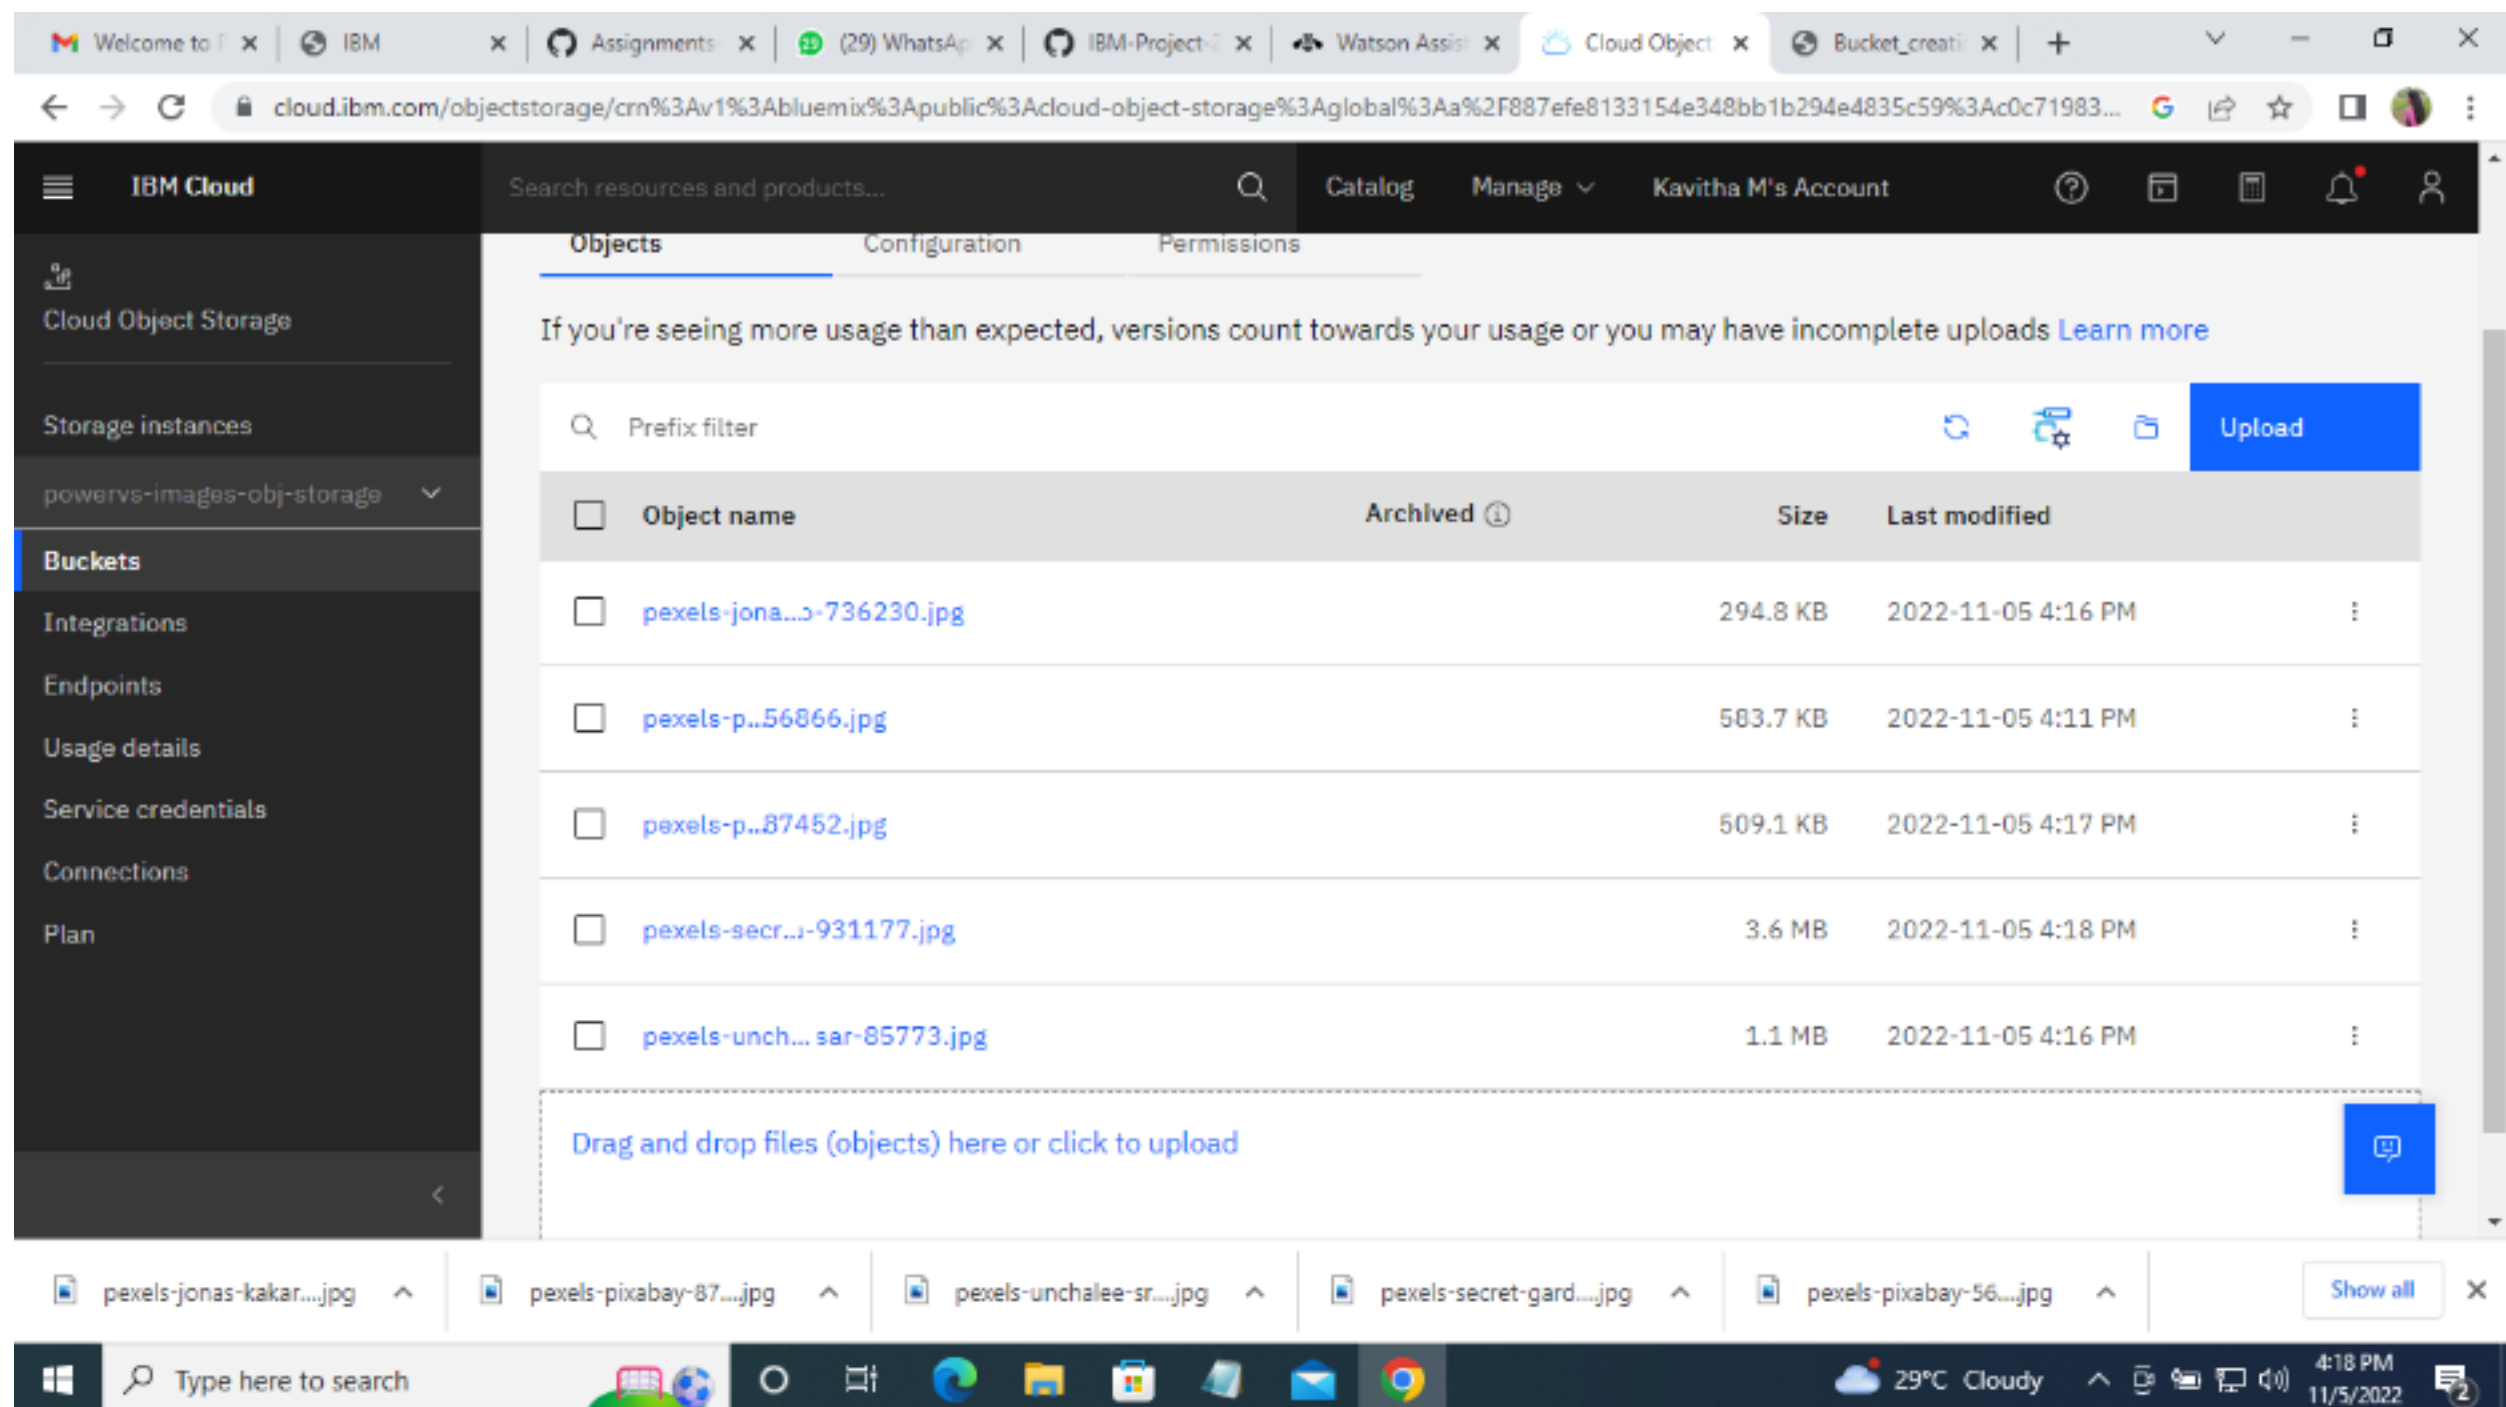 Welcome to F
IBM
Assignments-
(29) WhatsAp
IBM-Project-2
Watson Assist
Cloud Object
Bucket_creatio
cloud.ibm.com/objectstorage/crn%3Av1%3Abluemix%3Apublic%3Acloud-object-storage%3Aglobal%3Aa%2F887efe8133154e348bb1b294e4835c59%3Ac0c71983...
IBM Cloud
Search resources and products...
Catalog
Manage
Kavitha M's Account
Cloud Object Storage
Storage instances
powervs-images-obj-storage
Buckets
Integrations
Endpoints
Usage details
Service credentials
Connections
Plan
Objects
Configuration
Permissions
If you're seeing more usage than expected, versions count towards your usage or you may have incomplete uploads Learn more
Prefix filter
Upload
Object name Archived Size Last modified
pexels-jona...o-736230.jpg 294.8 KB 2022-11-05 4:16 PM
pexels-p...56866.jpg 583.7 KB 2022-11-05 4:11 PM
pexels-p...87452.jpg 509.1 KB 2022-11-05 4:17 PM
pexels-secr...-931177.jpg 3.6 MB 2022-11-05 4:18 PM
pexels-unch... sar-85773.jpg 1.1 MB 2022-11-05 4:16 PM
Drag and drop files (objects) here or click to upload
pexels-jonas-kakar....jpg
pexels-pixabay-87....jpg
pexels-unchalee-sr....jpg
pexels-secret-gard....jpg
pexels-pixabay-56....jpg
Show all
Type here to search
29°C Cloudy
4:18 PM
11/5/2022
2